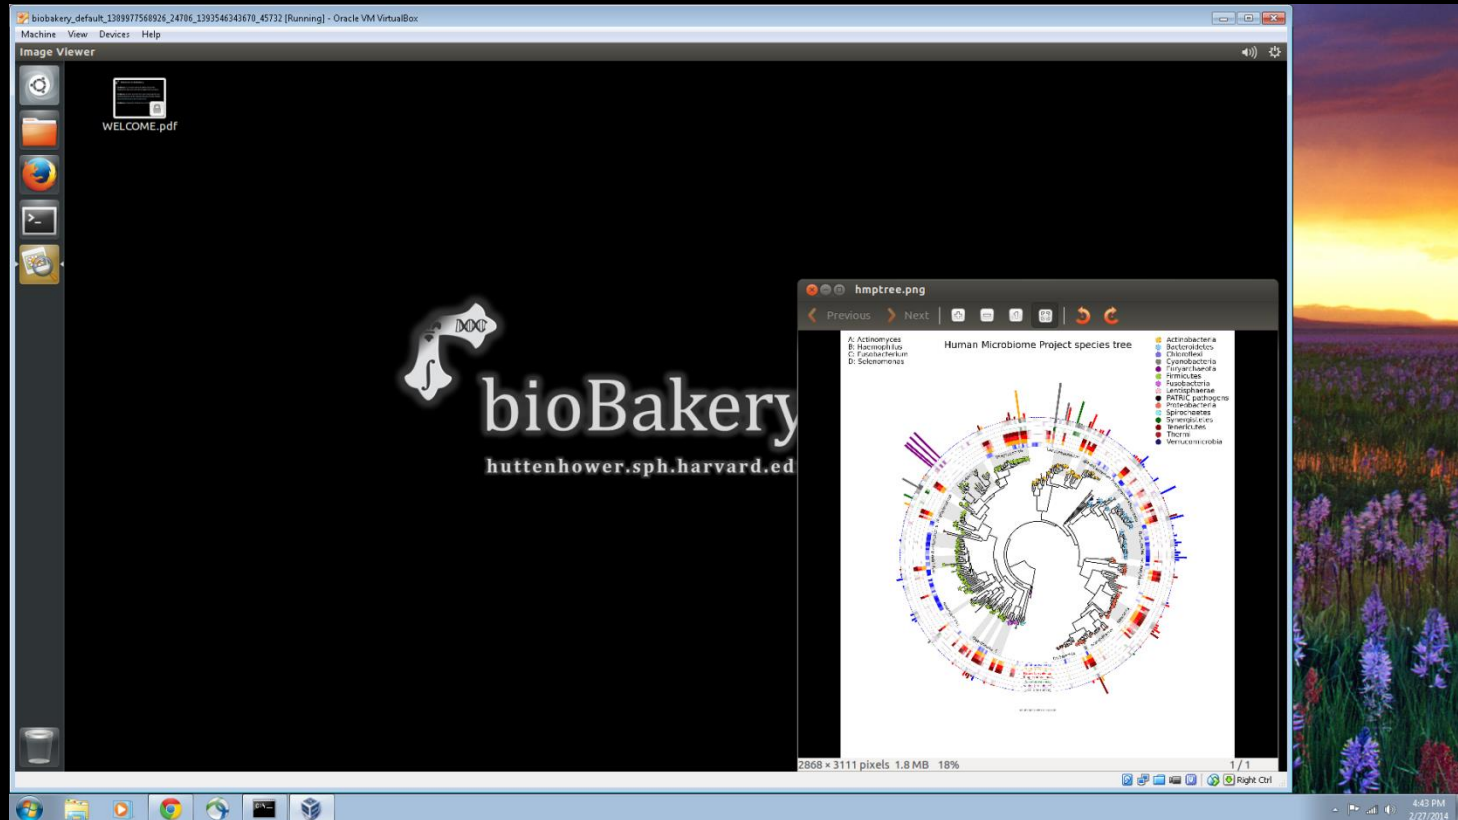 biobakery_default_1389977568926_24706_1393546343670_45732 [Running] - Oracle VM VirtualBox
Machine View Devices Help
Image Viewer
WELCOME.pdf
bioBakery
huttenhower.sph.harvard.ed
hmptree.png
Previous Next
A: Actinomyces
B: Haemophilus
C: Fusobacterium
D: Selenomonas
Human Microbiome Project species tree
Actinobacteria
Bacteroidetes
Chloroflexi
Cyanobacteria
Euryarchaeota
Firmicutes
Fusobacteria
Lentisphaerae
PATRIC pathogens
Proteobacteria
Spirochaetes
Synergistetes
Tenericutes
Thermi
Verrucomicrobia
2868 × 3111 pixels 1.8 MB 18%
1 / 1
Right Ctrl
4:43 PM
2/27/2014